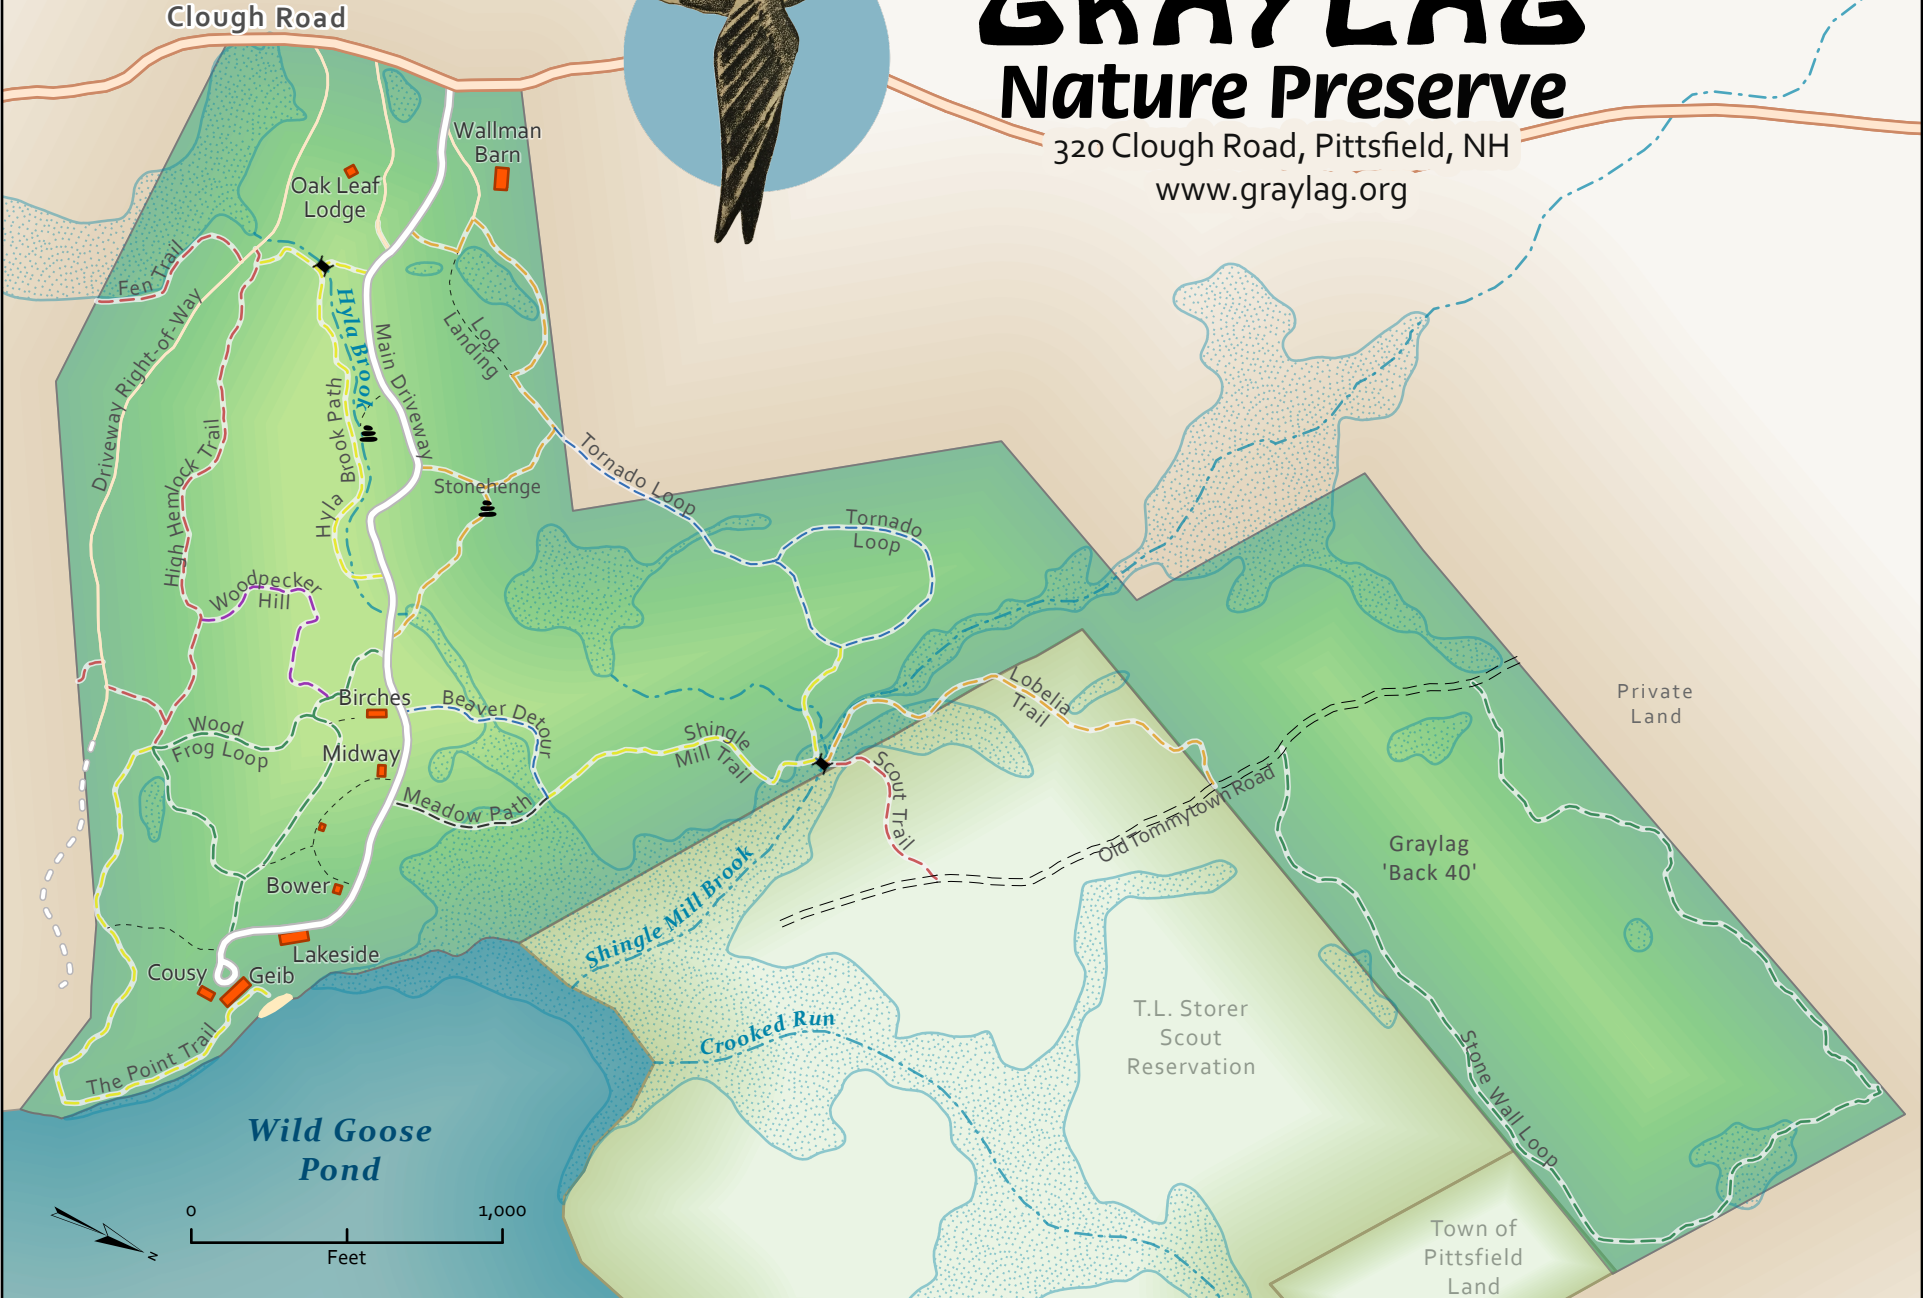 Clough Road
GRAYLAG
Nature Preserve
320 Clough Road, Pittsfield, NH
www.graylag.org
Wallman
Barn
Oak Leaf
Lodge
Fen Trail
Driveway Right-of-Way
Hyla Brook
Main Driveway
Log
Landing
Hyla Brook Path
High Hemlock Trail
Stonehenge
Tornado Loop
Tornado
Loop
Woodpecker
Hill
Birches
Beaver Detour
Wood
Frog Loop
Midway
Shingle
Mill Trail
Meadow Path
Lobelia
Trail
Scout Trail
Old Tommytown Road
Private
Land
Graylag
'Back 40'
Bower
Lakeside
Cousy
Geib
Shingle Mill Brook
Crooked Run
T.L. Storer
Scout
Reservation
The Point Trail
Stone Wall Loop
Wild Goose
Pond
0 1,000
Feet
N
Town of
Pittsfield
Land